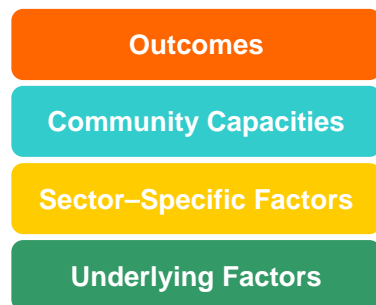 Outcomes
Community Capacities
Sector–Specific Factors
Underlying Factors